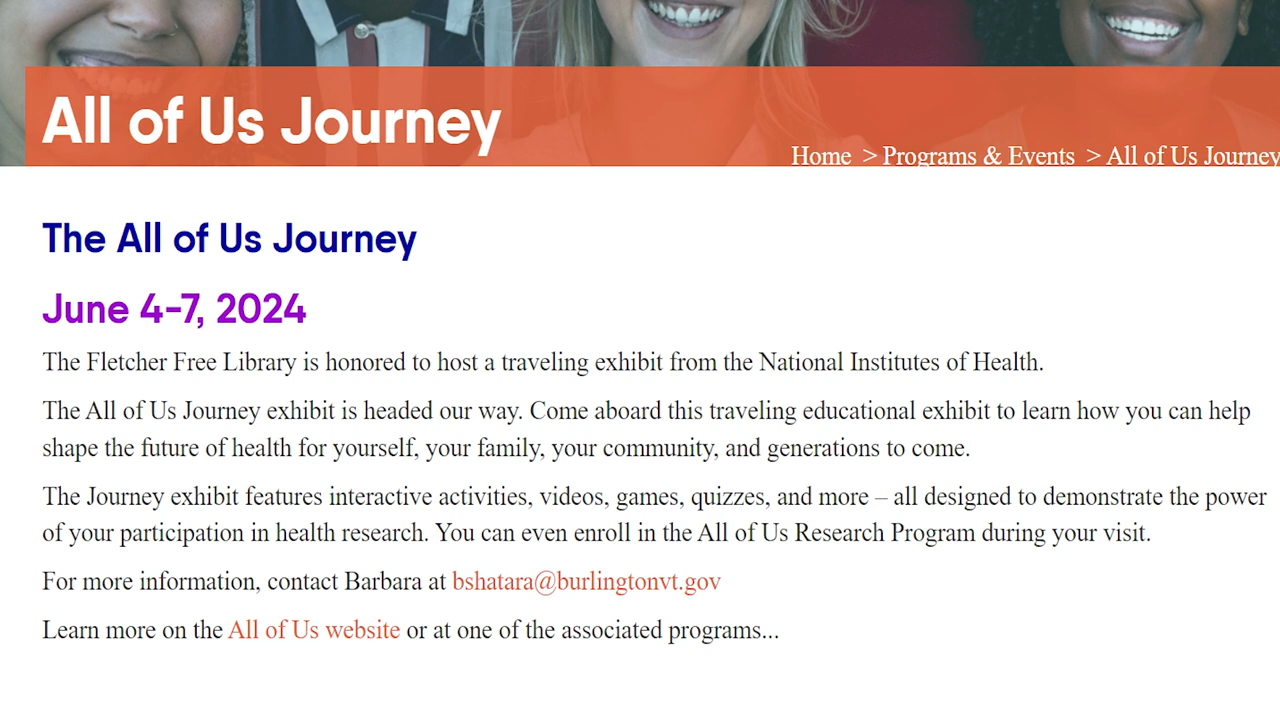 All of Us Journey
Home > Programs & Events > All of Us Journey
The All of Us Journey
June 4-7, 2024
The Fletcher Free Library is honored to host a traveling exhibit from the National Institutes of Health.
The All of Us Journey exhibit is headed our way. Come aboard this traveling educational exhibit to learn how you can help
shape the future of health for yourself, your family, your community, and generations to come.
The Journey exhibit features interactive activities, videos, games, quizzes, and more – all designed to demonstrate the power
of your participation in health research. You can even enroll in the All of Us Research Program during your visit.
For more information, contact Barbara at bshatara@burlingtonvt.gov
Learn more on the All of Us website or at one of the associated programs...